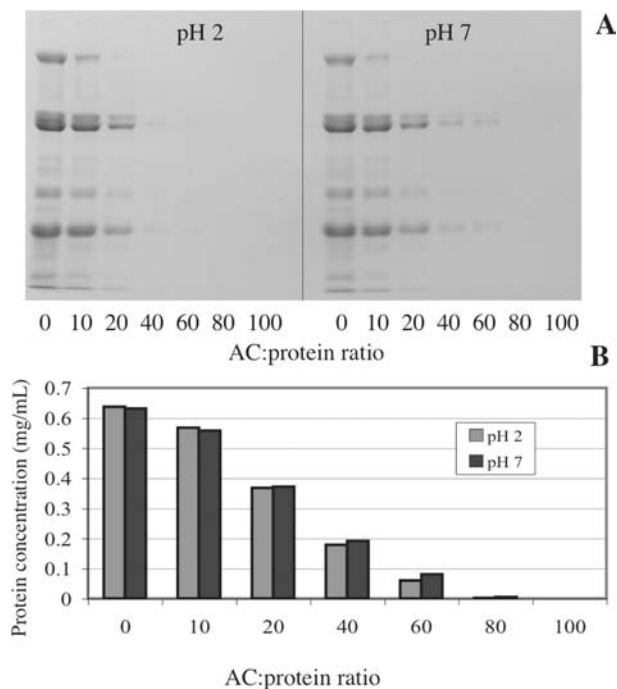 pH 2 pH 7 A
0 10 20 40 60 80 100 0 10 20 40 60 80 100
AC:protein ratio
B
Protein concentration (mg/mL)
0.7
0.6
0.5
0.4
0.3
0.2
0.1
0
pH 2
pH 7
0 10 20 40 60 80 100
AC:protein ratio